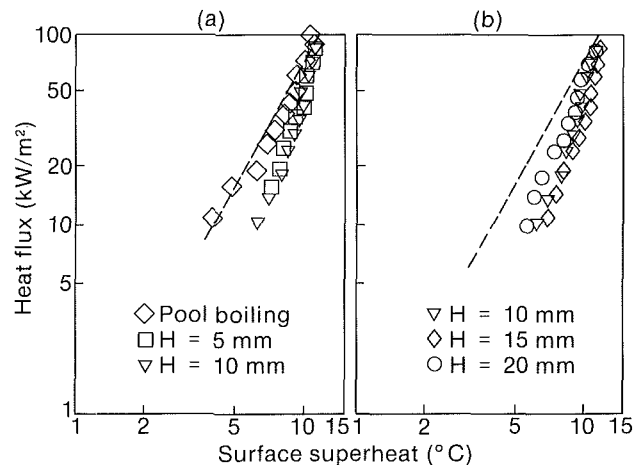 (a)
(b)
Heat flux (kW/m²)
100
50
20
10
5
1
Pool boiling
H = 5 mm
H = 10 mm
H = 10 mm
H = 15 mm
H = 20 mm
1 2 5 10 15
1 2 5 10 15
Surface superheat (°C)